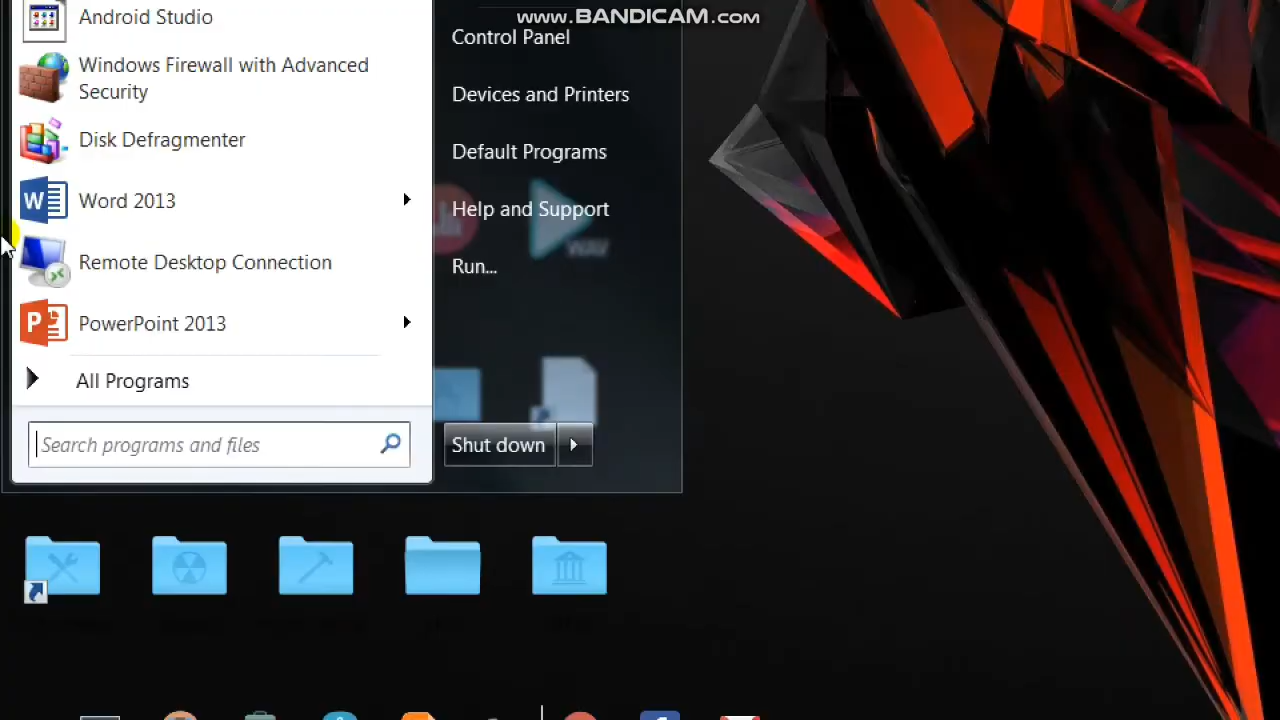 www.BANDICAM.com
Android Studio
Windows Firewall with Advanced
Security
Disk Defragmenter
Word 2013
Remote Desktop Connection
PowerPoint 2013
All Programs
Search programs and files
Control Panel
Devices and Printers
Default Programs
Help and Support
Run...
WAV
Shut down